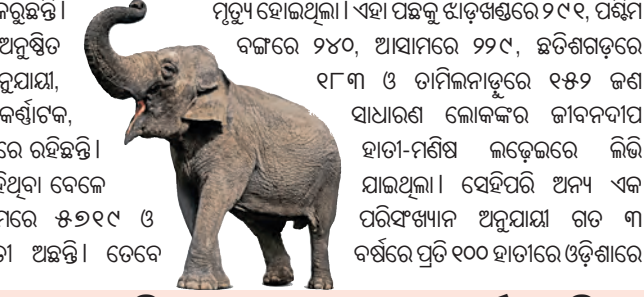 କରୁଛନ୍ତି।
ଅନୁଷିତ
ନୁଯାୟୀ,
କର୍ଣ୍ଣାଟକ,
ରେ ରହିଛନ୍ତି।
ହିଥିବା ବେଳେ
ମରେ ୫୭୧୯ ଓ
ତୀ ଅଛନ୍ତି। ତେବେ
ମୃତ୍ୟୁ ହୋଇଥିଲା। ଏହା ପଛକୁ ଝାଡ଼ଖଣ୍ଡରେ ୨୯୧, ପଶ୍ଚିମ
ବଙ୍ଗରେ ୨୪୦, ଆସାମରେ ୨୨୯, ଛତିଶଗଡ଼ରେ
୧୮୩ ଓ ତାମିଲନାଡୁରେ ୧୫୨ ଜଣ
ସାଧାରଣ ଲୋକଙ୍କର ଜୀବନଦୀପ
ହାତୀ-ମଣିଷ ଲଢ଼େଇରେ ଲିଭି
ଯାଇଥିଲା। ସେହିପରି ଅନ୍ୟ ଏକ
ପରିସଂଖ୍ୟାନ ଅନୁଯାୟୀ ଗତ ୩
ବର୍ଷରେ ପ୍ରତି ୧୦୦ ହାତୀରେ ଓଡ଼ିଶାରେ